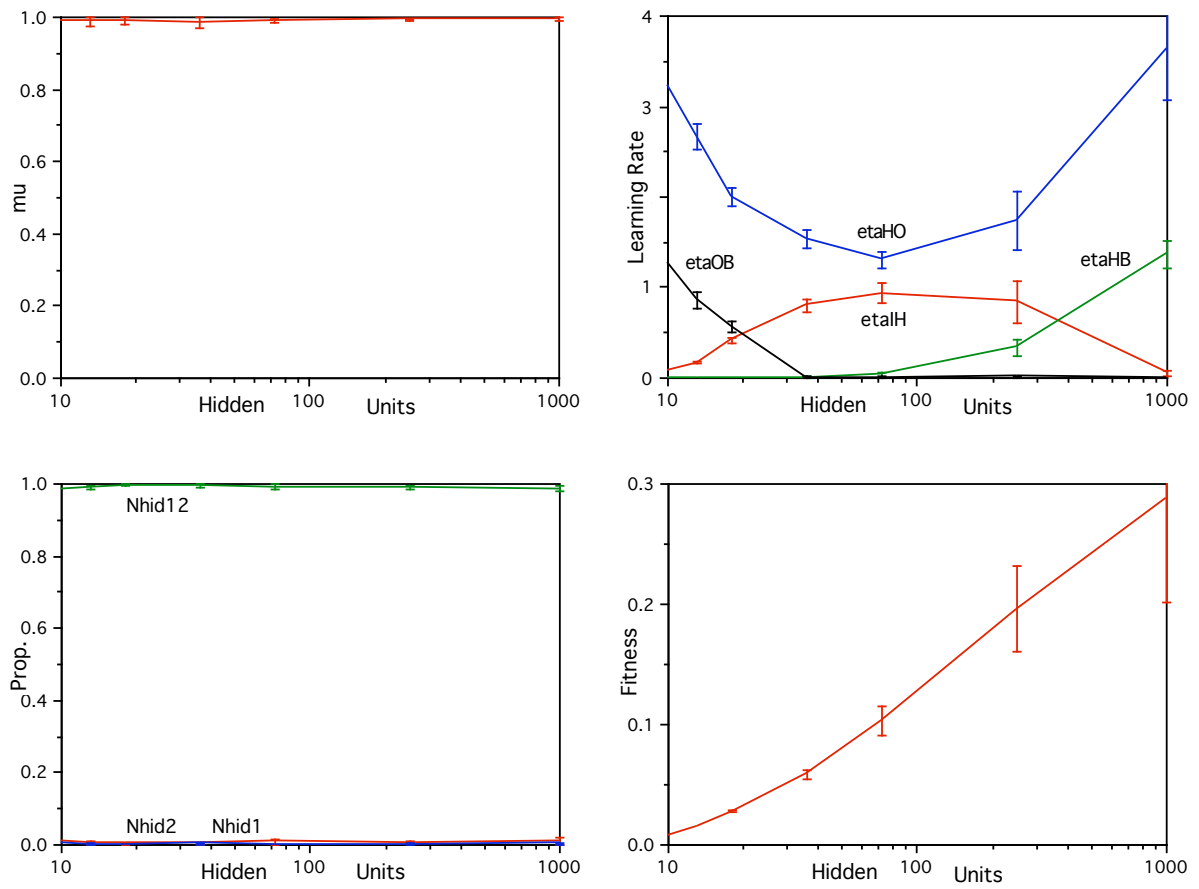 1.0
0.8
0.6
0.4
0.2
0.0
mu
10
Hidden
100
Units
1000
4
3
1
0
Learning Rate
etaHO
etaOB
etaHB
etaIH
10
Hidden
100
Units
1000
1.0
0.8
0.6
0.4
0.2
0.0
Prop.
Nhid12
Nhid2
Nhid1
10
Hidden
100
Units
1000
0.3
0.2
0.1
0.0
Fitness
10
Hidden
100
Units
1000